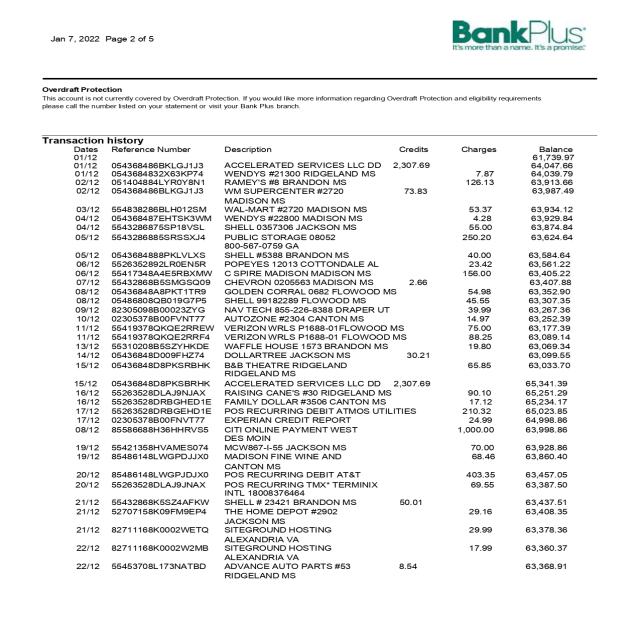 Jan 7, 2022 Page 2 of 5
BankPlus
It's more than a name. It's a promise.
Overdraft Protection
This account is not currently covered by Overdraft Protection. If you would like more information regarding Overdraft Protection and eligibility requirements
please call the number listed on your statement or visit your Bank Plus branch.
Transaction history
Dates Reference Number Description Credits Charges Balance
01/12 61,739.97
01/12 054368486BKLGJ1J3 ACCELERATED SERVICES LLC DD 2,307.69 64,047.66
01/12 0543684832X63KP74 WENDYS #21300 RIDGELAND MS 7.87 64,039.79
02/12 051404884LYR0Y8N1 RAMEY'S #8 BRANDON MS 126.13 63,913.66
02/12 054368486BLKGJ1J3 WM SUPERCENTER #2720 73.83 63,987.49
MADISON MS
03/12 554838286BLH012SM WAL-MART #2720 MADISON MS 53.37 63,934.12
04/12 054368487EHTSK3WM WENDYS #22800 MADISON MS 4.28 63,929.84
04/12 5543286875SP18VSL SHELL 0357306 JACKSON MS 55.00 63,874.84
05/12 5543286885SRSSXJ4 PUBLIC STORAGE 08052 250.20 63,624.64
800-567-0759 GA
05/12 0543684888PKLVLXS SHELL #5388 BRANDON MS 40.00 63,584.64
06/12 5526352892LR0EN5R POPEYES 12013 COTTONDALE AL 23.42 63,561.22
06/12 55417348A4E5RBXMW C SPIRE MADISON MADISON MS 156.00 63,405.22
07/12 55432868B5SMGSQ09 CHEVRON 0205563 MADISON MS 2.66 63,407.88
08/12 05436848A8PKT1TR9 GOLDEN CORRAL 0682 FLOWOOD MS 54.98 63,352.90
08/12 05486808QB019G7P5 SHELL 99182289 FLOWOOD MS 45.55 63,307.35
09/12 82305098B00023ZYG NAV TECH 855-226-8388 DRAPER UT 39.99 63,267.36
10/12 02305378B00FVNT77 AUTOZONE #2304 CANTON MS 14.97 63,252.39
11/12 55419378QKQE2RREW VERIZON WRLS P1688-01FLOWOOD MS 75.00 63,177.39
11/12 55419378QKQE2RRF4 VERIZON WRLS P1688-01FLOWOOD MS 88.25 63,089.14
13/12 55310208B5SZYHKDE WAFFLE HOUSE 1573 BRANDON MS 19.80 63,069.34
14/12 05436848D009FHZ74 DOLLARTREE JACKSON MS 30.21 63,099.55
15/12 05436848D8PKSRBHK B&B THEATRE RIDGELAND 65.85 63,033.70
RIDGELAND MS
15/12 05436848D8PKSBRHK ACCELERATED SERVICES LLC DD 2,307.69 65,341.39
16/12 55263528DLAJ9NJAX RAISING CANE'S #30 RIDGELAND MS 90.10 65,251.29
16/12 55263528DRBGHED1E FAMILY DOLLAR #3506 CANTON MS 17.12 65,234.17
17/12 55263528DRBGEHD1E POS RECURRING DEBIT ATMOS UTILITIES 210.32 65,023.85
17/12 02305378B00FNVT77 EXPERIAN CREDIT REPORT 24.99 64,998.86
08/12 85586688H36HHRVS5 CITI ONLINE PAYMENT WEST 1,000.00 63,998.86
DES MOIN
19/12 55421358HVAMES074 MCW867-I-55 JACKSON MS 70.00 63,928.86
19/12 85486148LWGPDJJX0 MADISON FINE WINE AND 68.46 63,860.40
CANTON MS
20/12 85486148LWGPJDJX0 POS RECURRING DEBIT AT&T 403.35 63,457.05
20/12 55263528DLAJ9JNAX POS RECURRING TMX* TERMINIX 69.55 63,387.50
INTL 18008376464
21/12 55432868K5SZ4AFKW SHELL # 23421 BRANDON MS 50.01 63,437.51
21/12 52707158K09FM9EP4 THE HOME DEPOT #2902 29.16 63,408.35
JACKSON MS
21/12 82711168K0002WETQ SITEGROUND HOSTING 29.99 63,378.36
ALEXANDRIA VA
22/12 82711168K0002W2MB SITEGROUND HOSTING 17.99 63,360.37
ALEXANDRIA VA
22/12 55453708L173NATBD ADVANCE AUTO PARTS #53 8.54 63,368.91
RIDGELAND MS